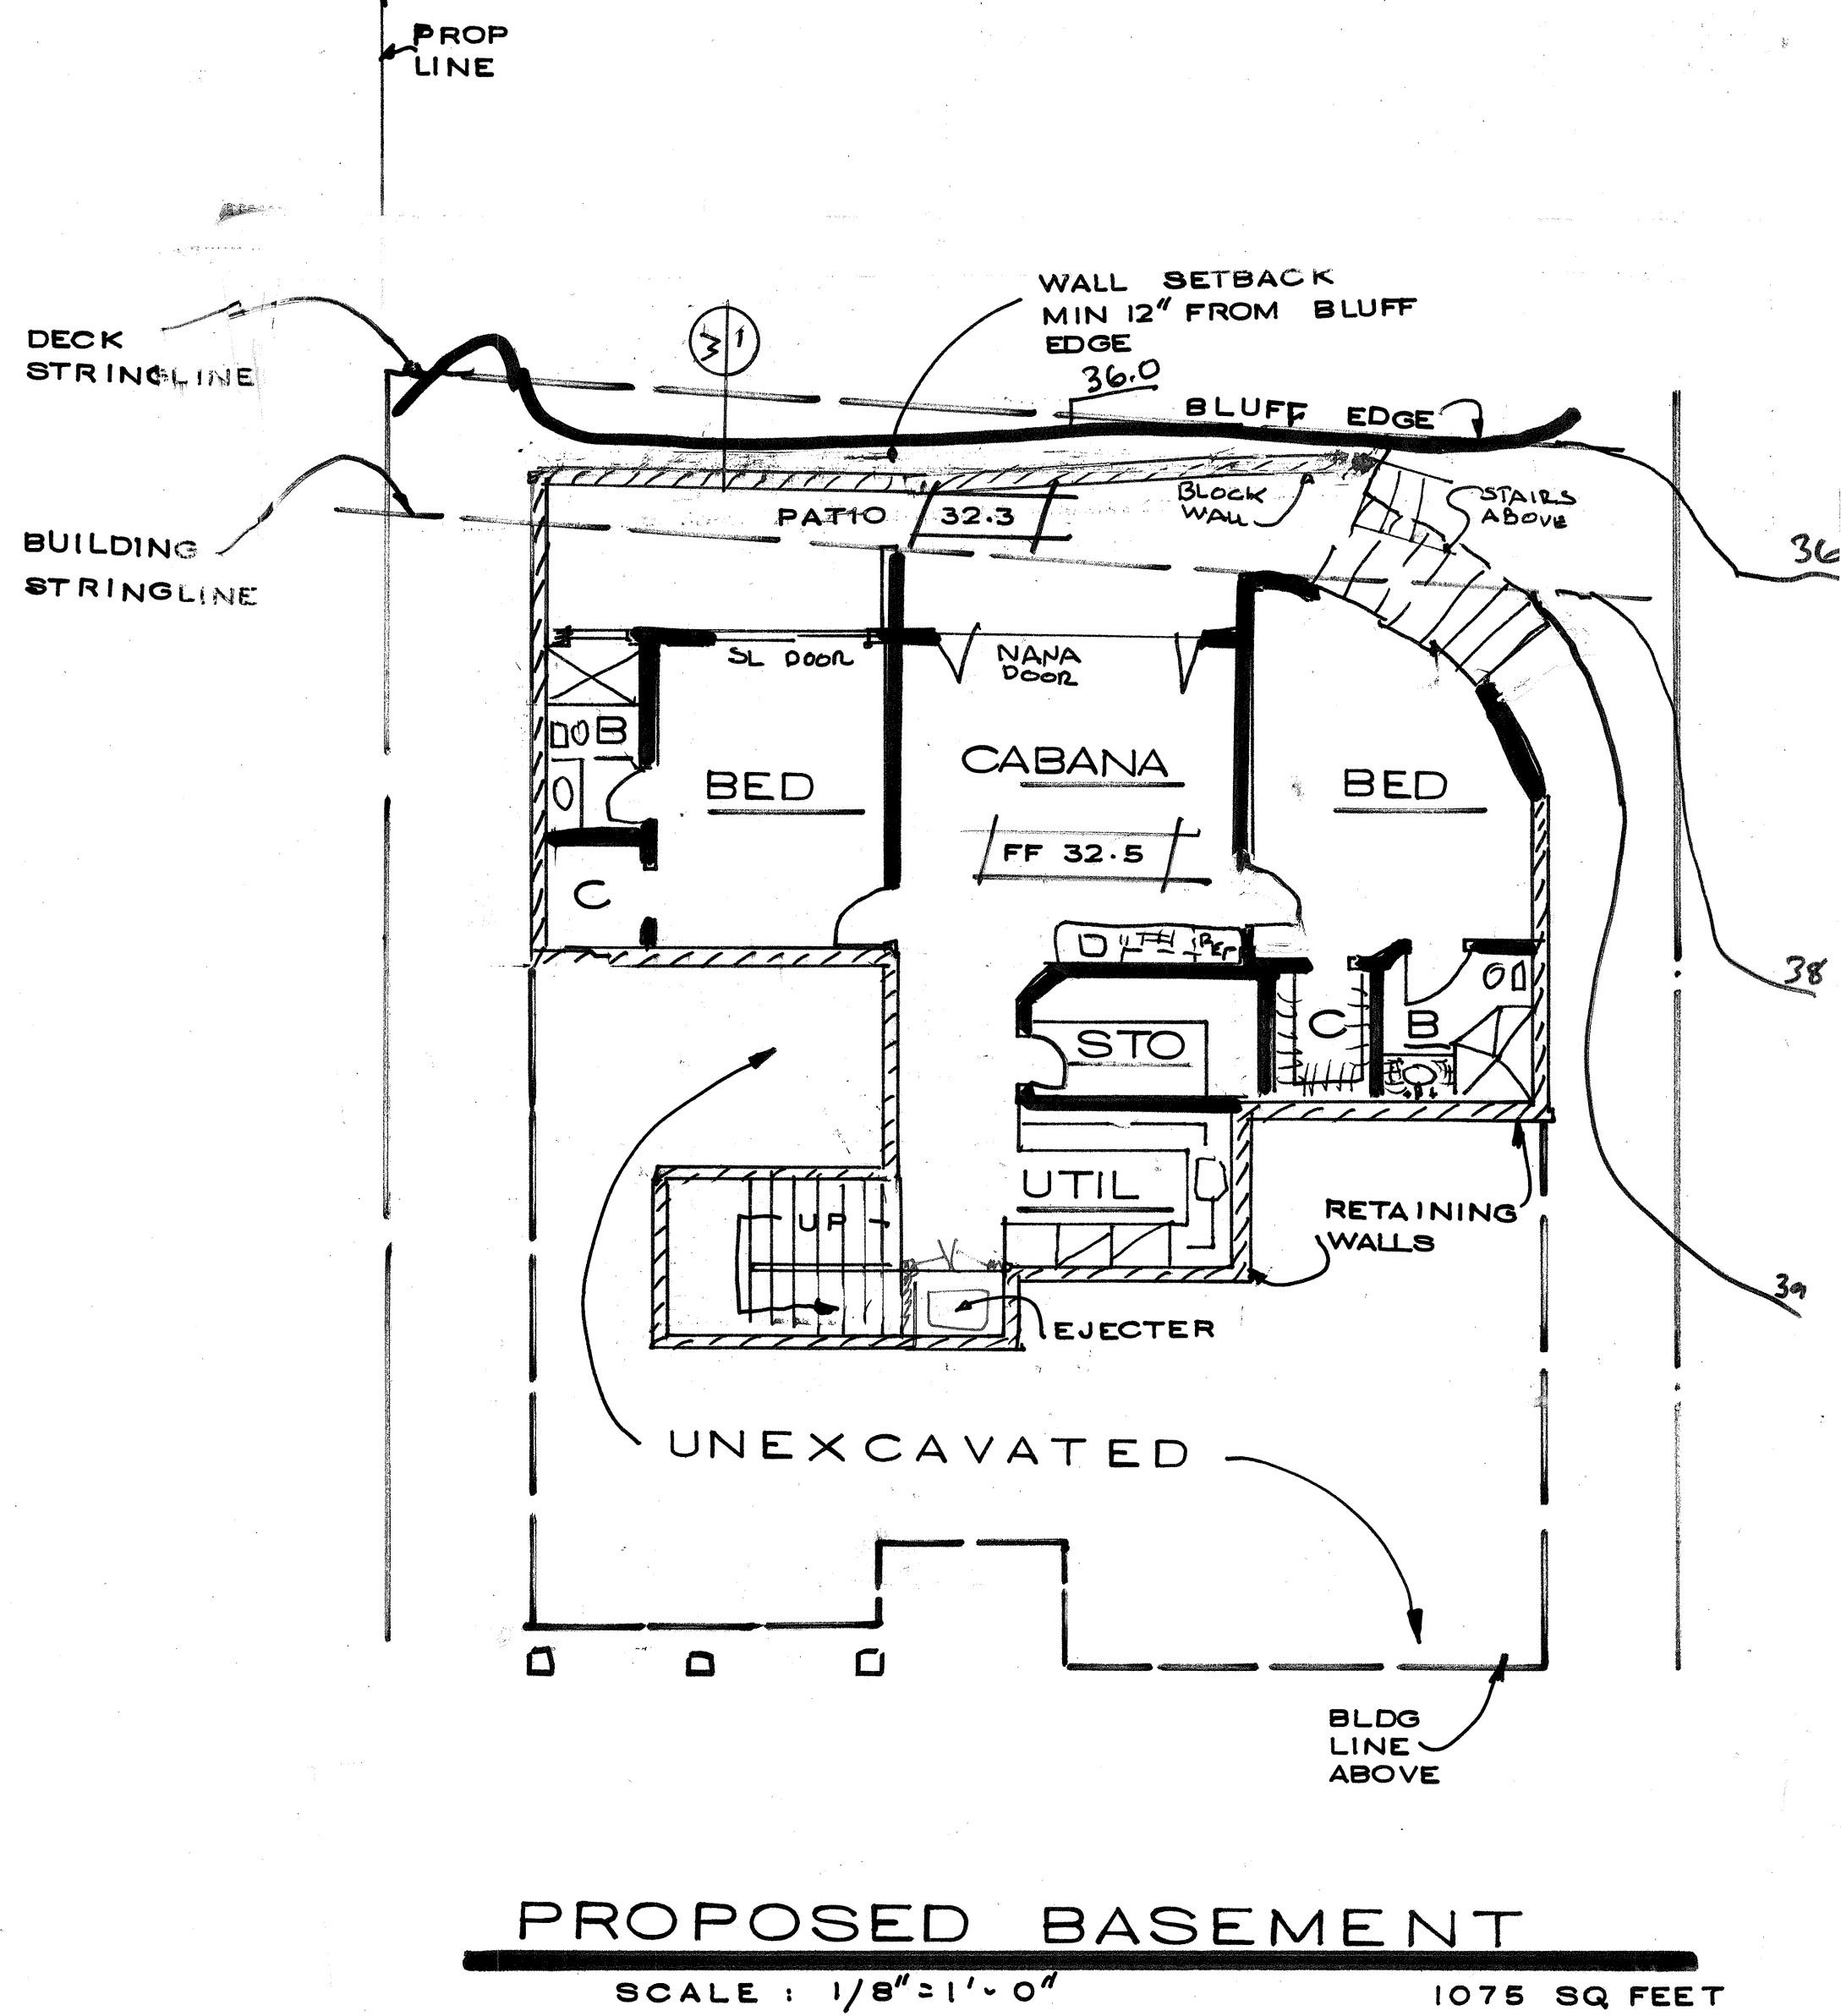 PROP
LINE
WALL SETBACK
MIN 12" FROM BLUFF
EDGE
36.0
DECK
STRINGLINE
BLUFF EDGE
BLOCK
WALL
STAIRS
ABOVE
PATIO
32.3
BUILDING
STRINGLINE
36
SL DOOR
NANA
DOOR
B
BED
CABANA
BED
FF 32.5
C
REF
38
STO
C
B
UTIL
UP
RETAINING
WALLS
39
EJECTER
UNEXCAVATED
BLDG
LINE
ABOVE
PROPOSED BASEMENT
SCALE : 1/8"=1'-0"
1075 SQ FEET